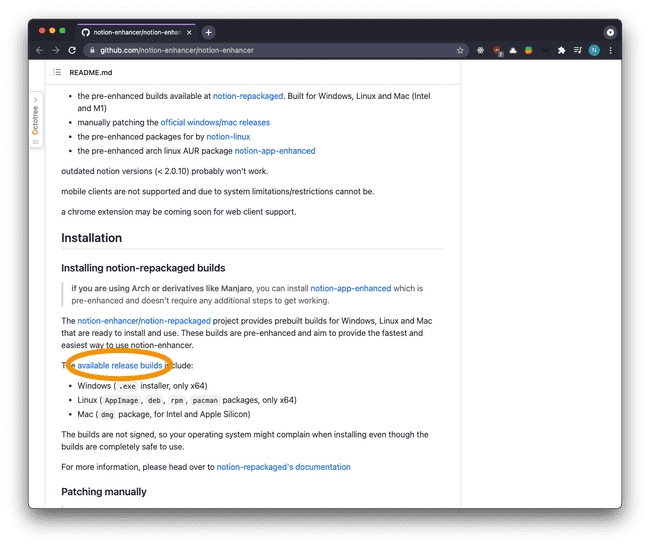 notion-enhancer/notion-enhan
github.com/notion-enhancer/notion-enhancer
7
N
README.md
Octotree
the pre-enhanced builds available at notion-repackaged. Built for Windows, Linux and Mac (Intel
and M1)
manually patching the official windows/mac releases
the pre-enhanced packages for by notion-linux
the pre-enhanced arch linux AUR package notion-app-enhanced
outdated notion versions (< 2.0.10) probably won't work.
mobile clients are not supported and due to system limitations/restrictions cannot be.
a chrome extension may be coming soon for web client support.
Installation
Installing notion-repackaged builds
if you are using Arch or derivatives like Manjaro, you can install notion-app-enhanced which is
pre-enhanced and doesn't require any additional steps to get working.
The notion-enhancer/notion-repackaged project provides prebuilt builds for Windows, Linux and Mac
that are ready to install and use. These builds are pre-enhanced and aim to provide the fastest and
easiest way to use notion-enhancer.
The available release builds include:
Windows ( .exe installer, only x64)
Linux ( AppImage , deb , rpm , pacman packages, only x64)
Mac ( dmg package, for Intel and Apple Silicon)
The builds are not signed, so your operating system might complain when installing even though the
builds are completely safe to use.
For more information, please head over to notion-repackaged's documentation
Patching manually